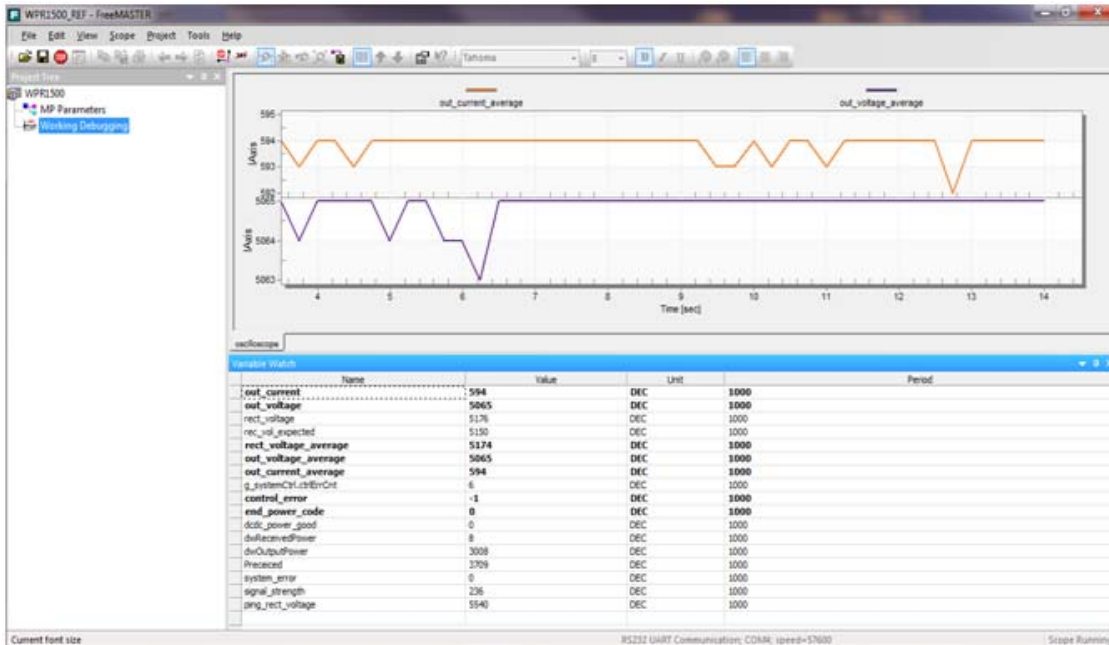 WPR1500_REF - FreeMASTER
File Edit View Scope Project Tools Help
Tahoma 8 B I U
Project Tree
WPR1500
MP Parameters
Working Debugging
out_current_average out_voltage_average
595
594
593
592
IAxis
5065
5064
5063
IAxis
4 5 6 7 8 9 10 11 12 13 14
Time [sec]
oscilloscope
Variable Watch
Name Value Unit Period
out_current 594 DEC 1000
out_voltage 5065 DEC 1000
rect_voltage 5176 DEC 1000
rec_vol_expected 5150 DEC 1000
rect_voltage_average 5174 DEC 1000
out_voltage_average 5065 DEC 1000
out_current_average 594 DEC 1000
g_systemCtrl.ctrlErrCnt 6 DEC 1000
control_error -1 DEC 1000
end_power_code 0 DEC 1000
dcdc_power_good 0 DEC 1000
dwReceivedPower 8 DEC 1000
dwOutputPower 3008 DEC 1000
Preceiced 3709 DEC 1000
system_error 0 DEC 1000
signal_strength 236 DEC 1000
ping_rect_voltage 5540 DEC 1000
Current font size RS232 UART Communication; COM4; speed=57600 Scope Running